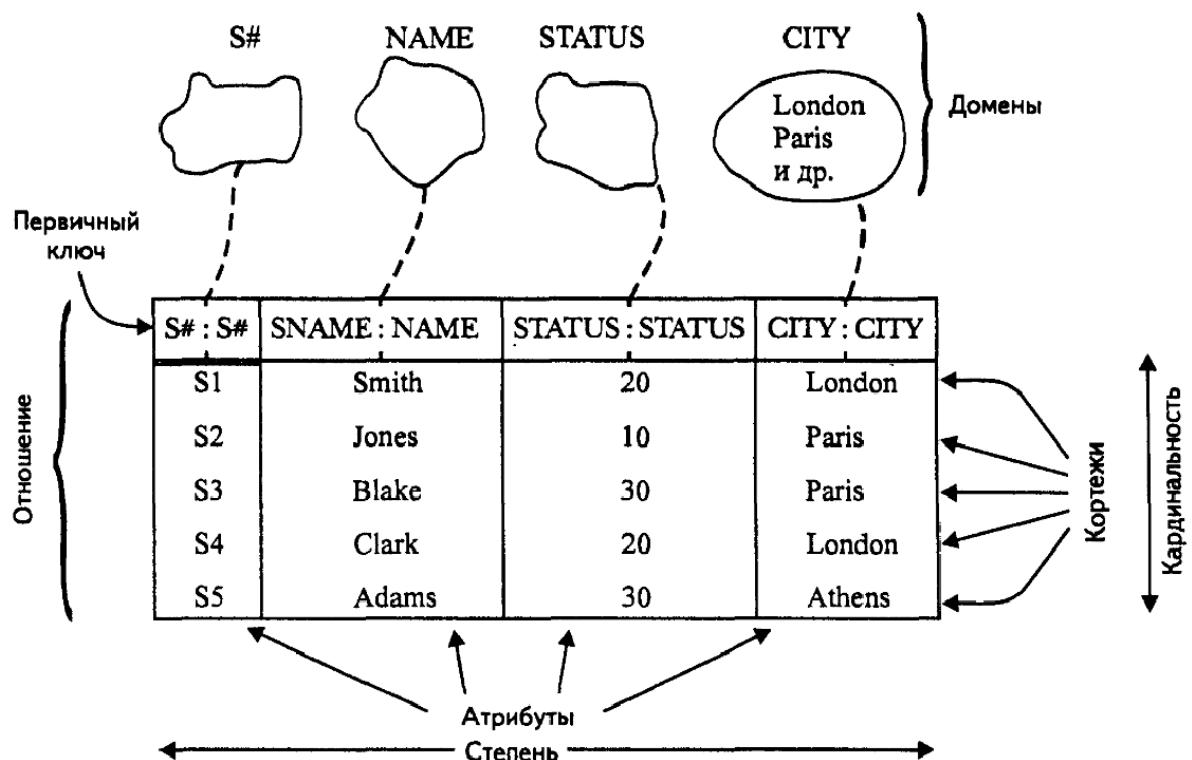 S# NAME STATUS CITY
London
Paris
и др.
Домены
Первичный
ключ
S# : S# SNAME : NAME STATUS : STATUS CITY : CITY
S1 Smith 20 London
S2 Jones 10 Paris
S3 Blake 30 Paris
S4 Clark 20 London
S5 Adams 30 Athens
Отношение
Кортежи
Кардинальность
Атрибуты
Степень